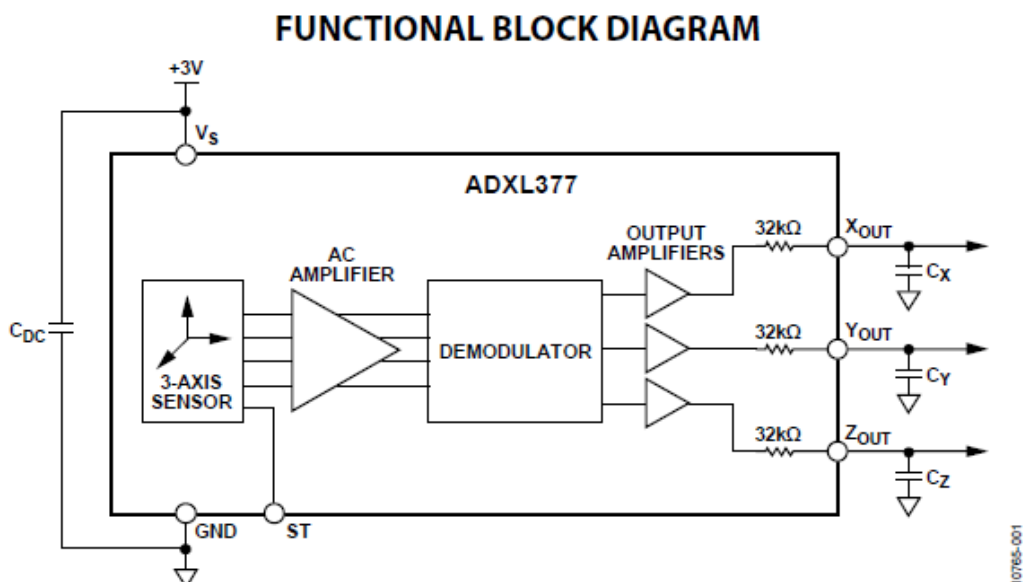 FUNCTIONAL BLOCK DIAGRAM
+3V
VS
ADXL377
OUTPUT
AMPLIFIERS
32kΩ
XOUT
AC
AMPLIFIER
CX
CDC
3-AXIS
SENSOR
DEMODULATOR
32kΩ
YOUT
CY
32kΩ
ZOUT
CZ
GND
ST
10765-001